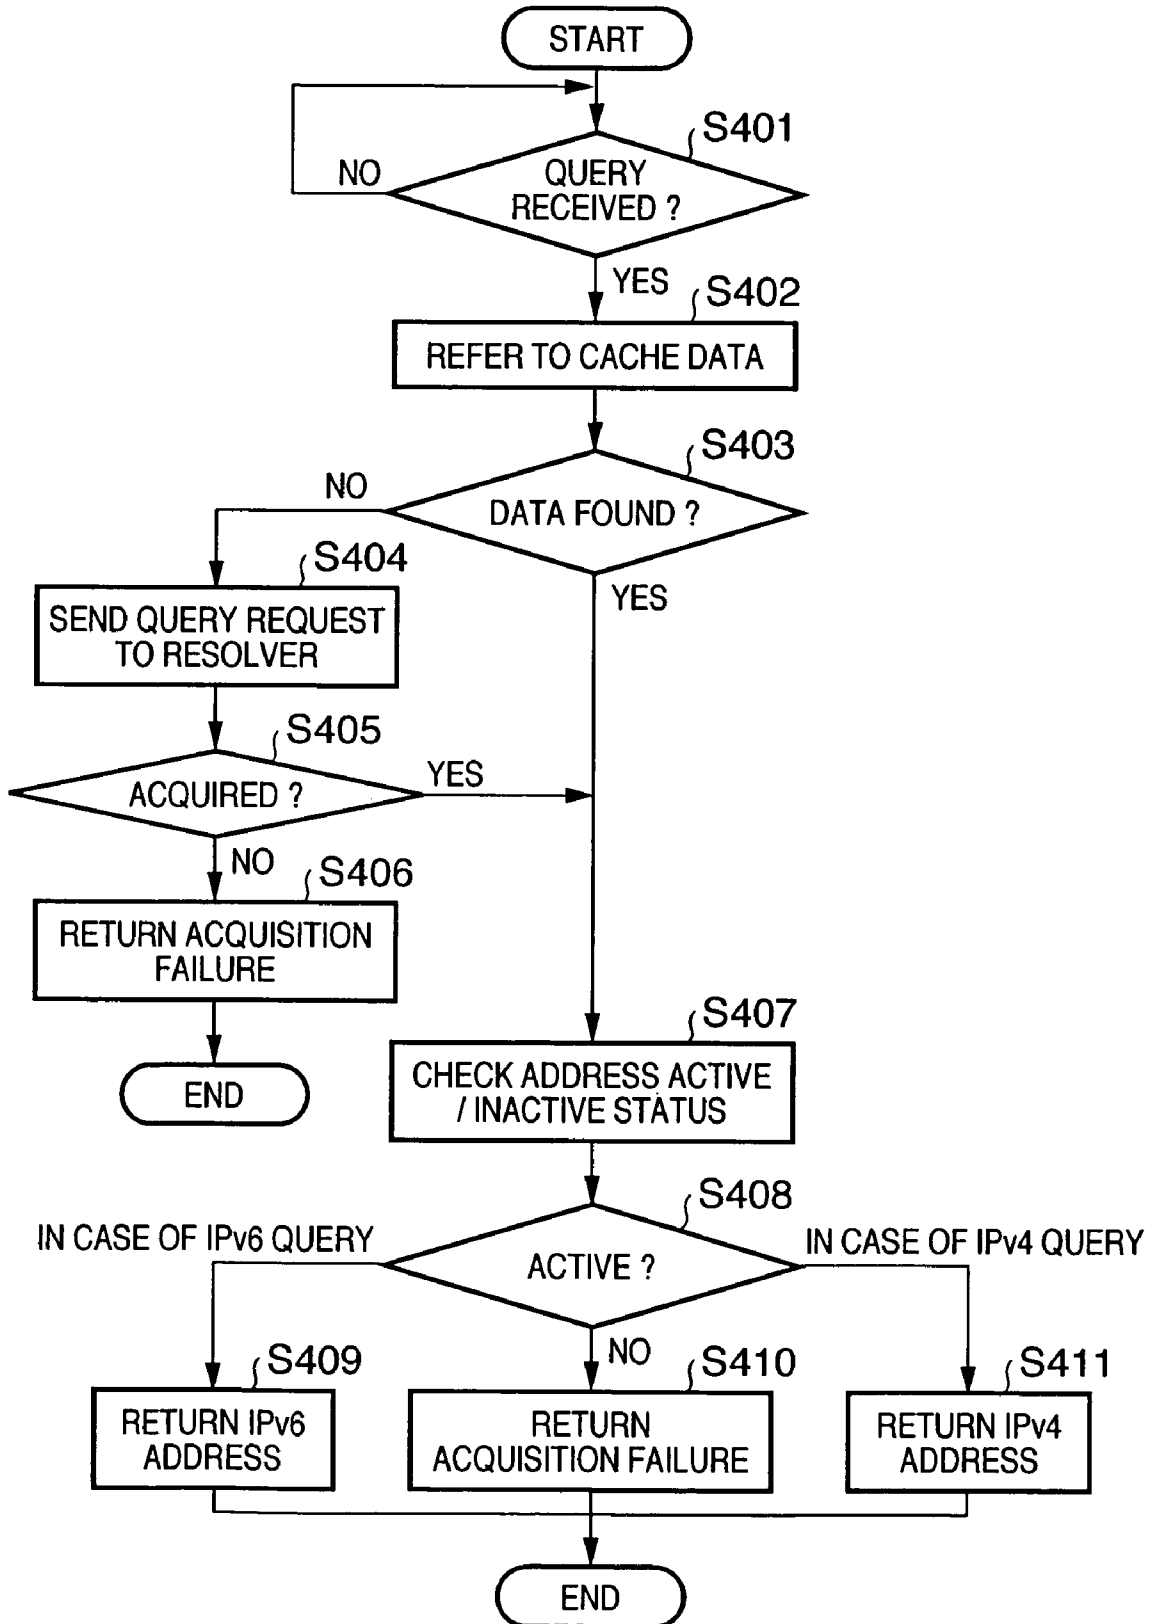 START
S401
NO
QUERY
RECEIVED ?
YES
S402
REFER TO CACHE DATA
S403
NO
DATA FOUND ?
YES
S404
SEND QUERY REQUEST
TO RESOLVER
S405
ACQUIRED ?
YES
NO
S406
RETURN ACQUISITION
FAILURE
END
S407
CHECK ADDRESS ACTIVE
/ INACTIVE STATUS
S408
IN CASE OF IPv6 QUERY
ACTIVE ?
IN CASE OF IPv4 QUERY
NO
S409
RETURN IPv6
ADDRESS
S410
RETURN
ACQUISITION FAILURE
S411
RETURN IPv4
ADDRESS
END